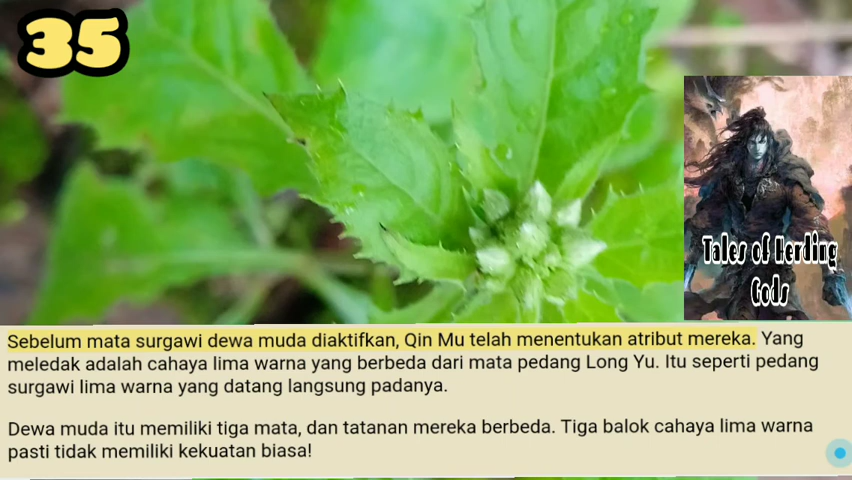 35
Tales of Herding
Gods
Sebelum mata surgawi dewa muda diaktifkan, Qin Mu telah menentukan atribut mereka. Yang
meledak adalah cahaya lima warna yang berbeda dari mata pedang Long Yu. Itu seperti pedang
surgawi lima warna yang datang langsung padanya.
Dewa muda itu memiliki tiga mata, dan tatanan mereka berbeda. Tiga balok cahaya lima warna
pasti tidak memiliki kekuatan biasa!